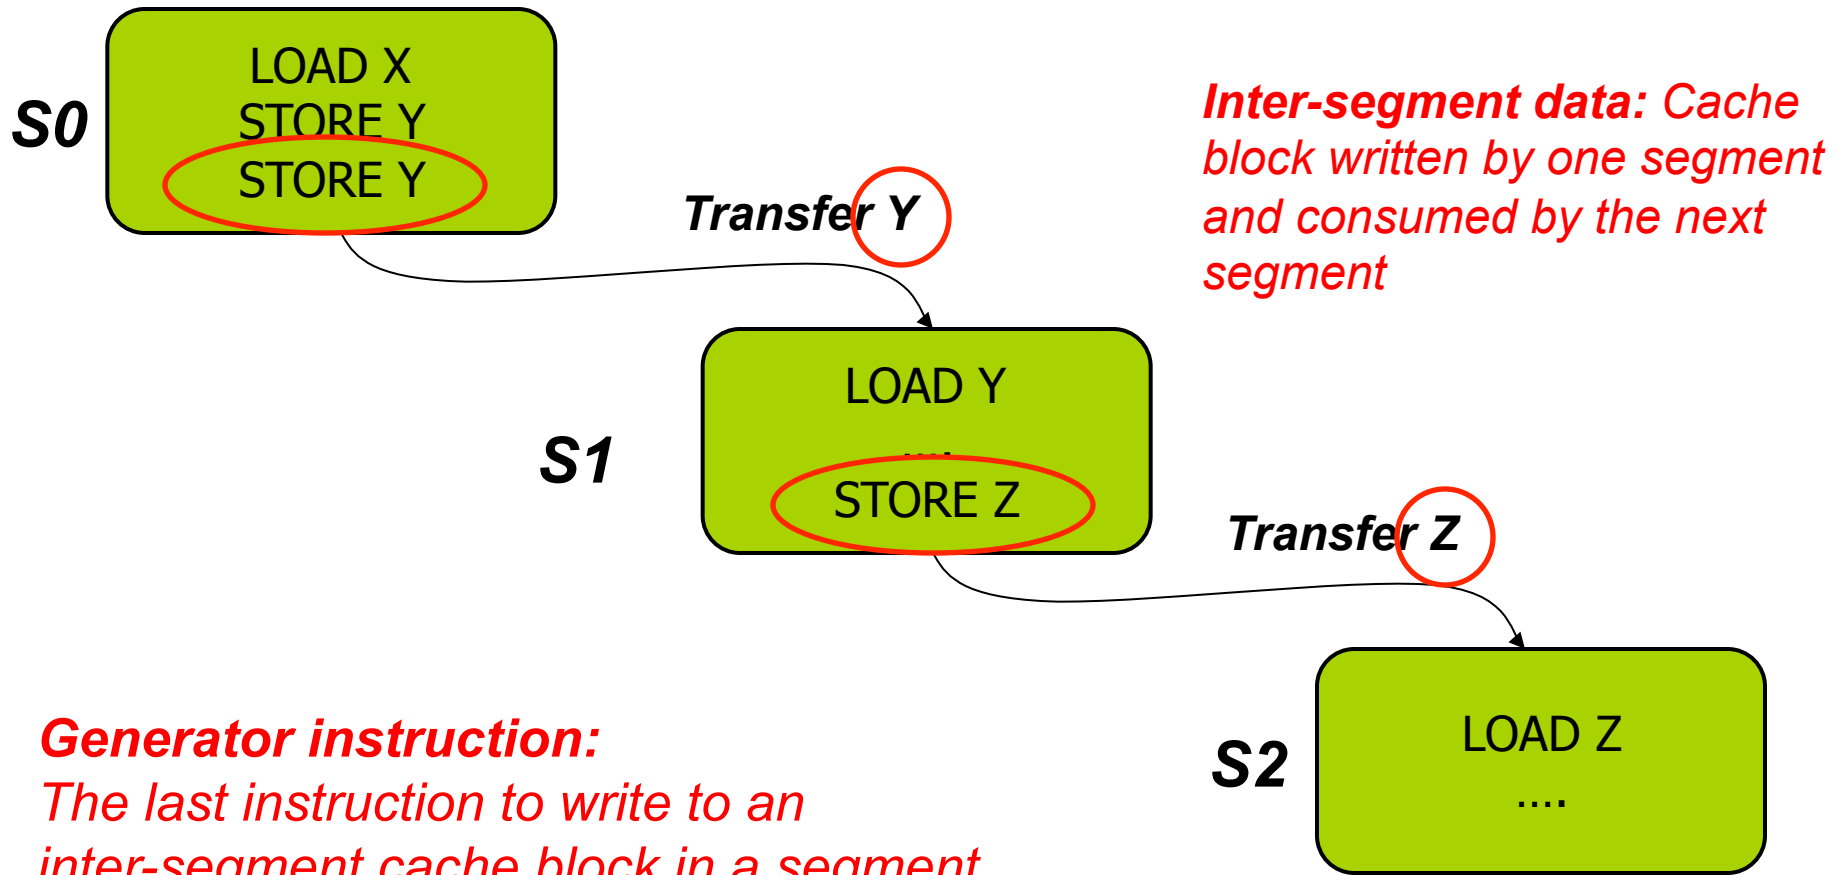 S0
LOAD X
STORE Y
STORE Y
Transfer Y
Inter-segment data: Cache
block written by one segment
and consumed by the next
segment
S1
LOAD Y
....
STORE Z
Transfer Z
S2
LOAD Z
....
Generator instruction:
The last instruction to write to an
inter-segment cache block in a segment